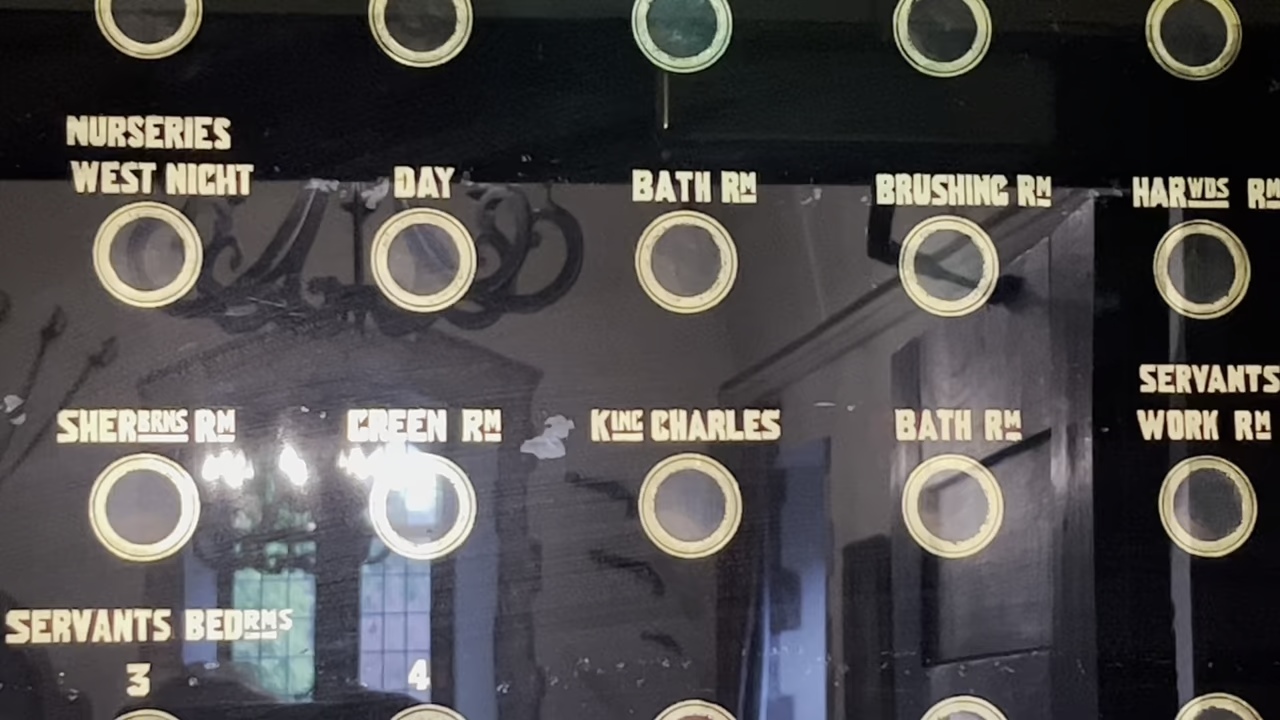 NURSERIES
WEST NIGHT DAY BATH RM BRUSHING RM HARWDS RM
SERVANTS
SHERBRNS RM GREEN RM KING CHARLES BATH RM WORK RM
SERVANTS BEDRMS
3 4